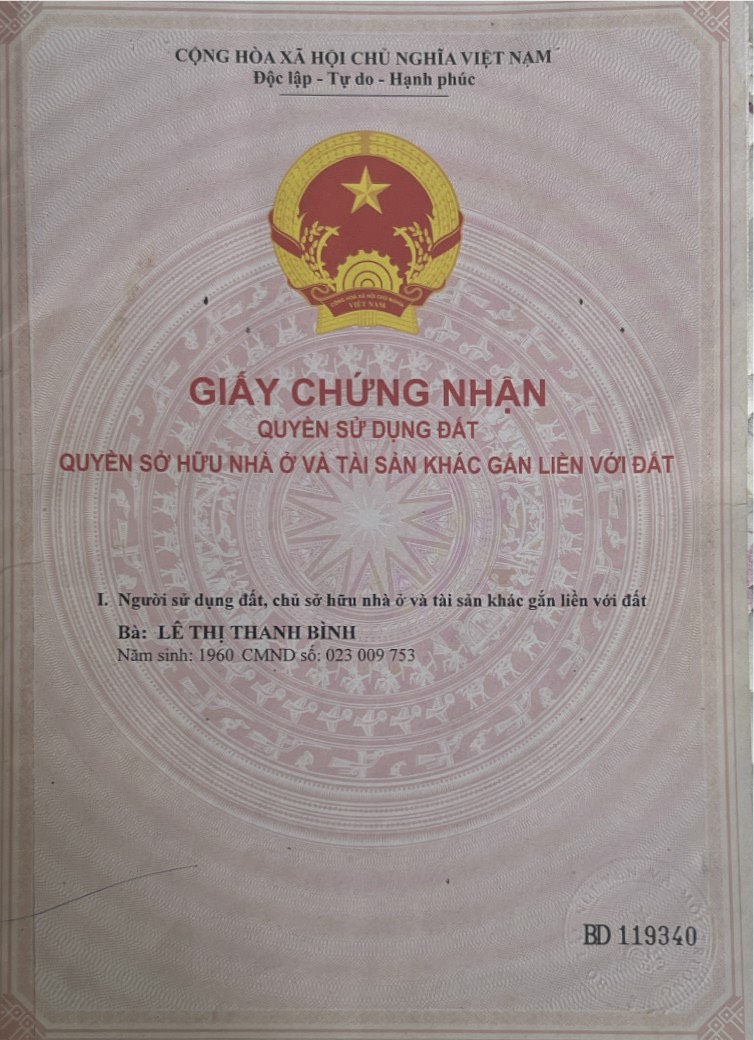 CỘNG HÒA XÃ HỘI CHỦ NGHĨA VIỆT NAM
Độc lập - Tự do - Hạnh phúc
CỘNG HOÀ XÃ HỘI CHỦ NGHĨA
VIỆT NAM
GIẤY CHỨNG NHẬN
QUYỀN SỬ DỤNG ĐẤT
QUYỀN SỞ HỮU NHÀ Ở VÀ TÀI SẢN KHÁC GẮN LIỀN VỚI ĐẤT
I. Người sử dụng đất, chủ sở hữu nhà ở và tài sản khác gắn liền với đất
Bà: LÊ THỊ THANH BÌNH
Năm sinh: 1960 CMND số: 023 009 753
BD 119340